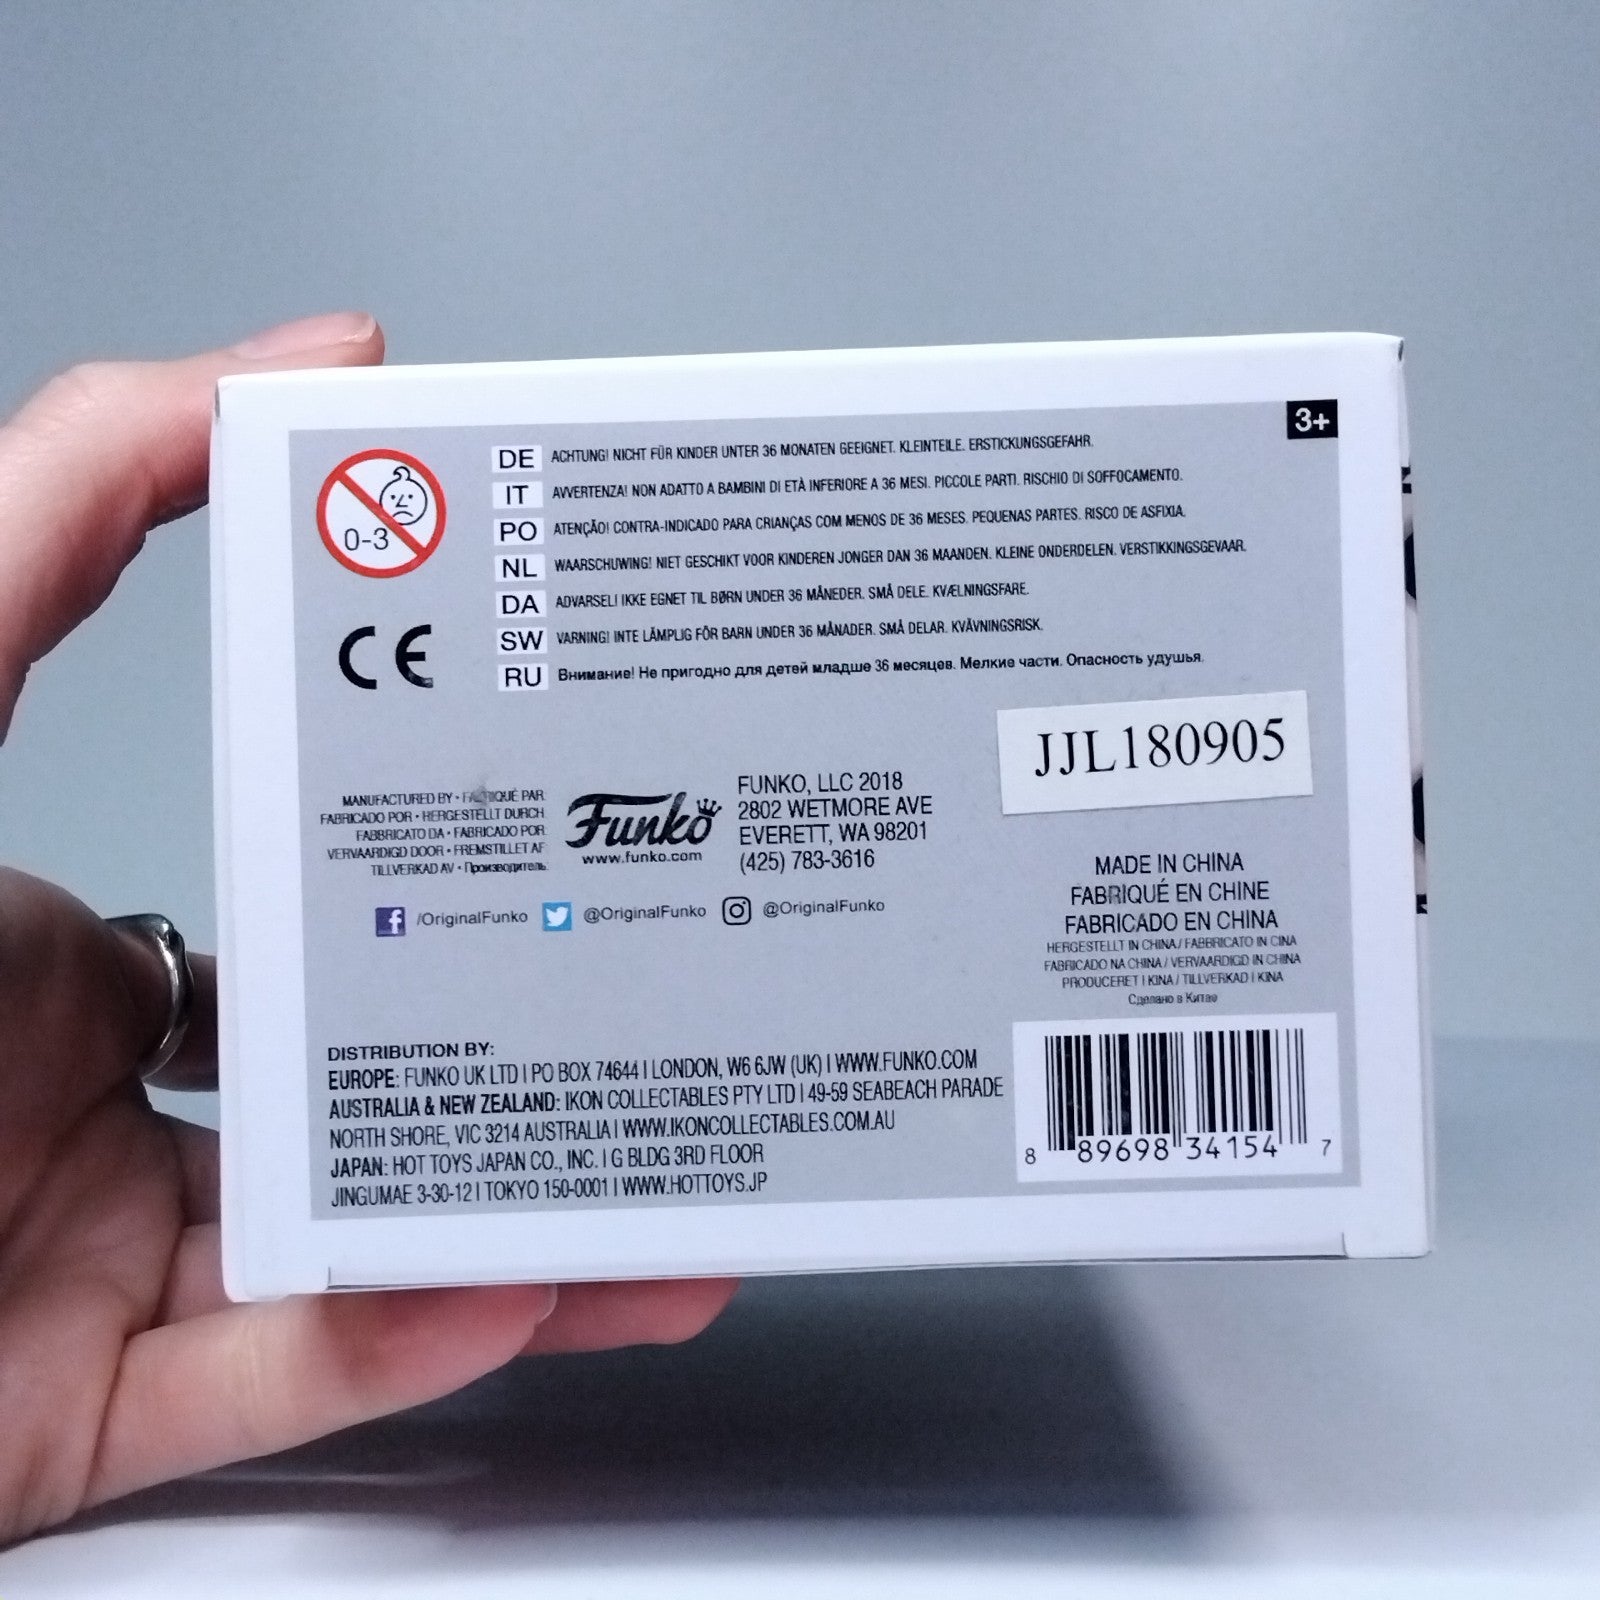 3+
0-3
DE ACHTUNG! NICHT FÜR KINDER UNTER 36 MONATEN GEEIGNET. KLEINTEILE. ERSTICKUNGSGEFAHR.
IT AVVERTENZA! NON ADATTO A BAMBINI DI ETÀ INFERIORE A 36 MESI. PICCOLE PARTI. RISCHIO DI SOFFOCAMENTO.
PO ATENÇÃO! CONTRA-INDICADO PARA CRIANÇAS COM MENOS DE 36 MESES. PEQUENAS PARTES. RISCO DE ASFIXIA.
NL WAARSCHUWING! NIET GESCHIKT VOOR KINDEREN JONGER DAN 36 MAANDEN. KLEINE ONDERDELEN. VERSTIKKINGSGEVAAR.
DA ADVARSEL! IKKE EGNET TIL BØRN UNDER 36 MÅNEDER. SMÅ DELE. KVÆLNINGSFARE.
SW VARNING! INTE LÄMPLIG FÖR BARN UNDER 36 MÅNADER. SMÅ DELAR. KVÄVNINGSRISK.
RU Внимание! Не пригодно для детей младше 36 месяцев. Мелкие части. Опасность удушья.
CE
JJL180905
MANUFACTURED BY • FABRIQUÉ PAR
FABRICADO POR • HERGESTELLT DURCH
FABBRICATO DA • FABRICADO POR
VERVAARDIGD DOOR • FREMSTILLET AF
TILLVERKAD AV • Производитель:
Funko
www.funko.com
FUNKO, LLC 2018
2802 WETMORE AVE
EVERETT, WA 98201
(425) 783-3616
/OriginalFunko @OriginalFunko @OriginalFunko
MADE IN CHINA
FABRIQUÉ EN CHINE
FABRICADO EN CHINA
HERGESTELLT IN CHINA / FABBRICATO IN CINA
FABRICADO NA CHINA / VERVAARDIGD IN CHINA
PRODUCERET I KINA / TILLVERKAD I KINA
Сделано в Китае
DISTRIBUTION BY:
EUROPE: FUNKO UK LTD | PO BOX 74644 | LONDON, W6 6JW (UK) | WWW.FUNKO.COM
AUSTRALIA & NEW ZEALAND: IKON COLLECTABLES PTY LTD | 49-59 SEABEACH PARADE
NORTH SHORE, VIC 3214 AUSTRALIA | WWW.IKONCOLLECTABLES.COM.AU
JAPAN: HOT TOYS JAPAN CO., INC. | G BLDG 3RD FLOOR
JINGUMAE 3-30-12 | TOKYO 150-0001 | WWW.HOTTOYS.JP
8 89698 34154 7